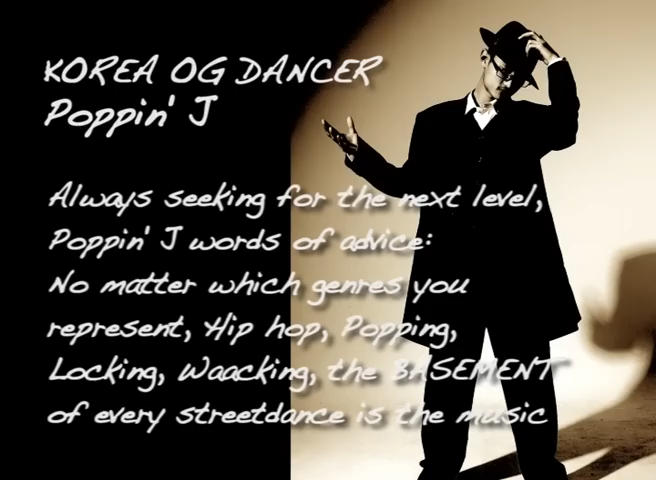 KOREA OG DANCER
Poppin' J
Always seeking for the next level,
Poppin' J words of advice:
No matter which genres you
represent, Hip hop, Popping,
Locking, Waacking, the BASEMENT
of every streetdance is the music